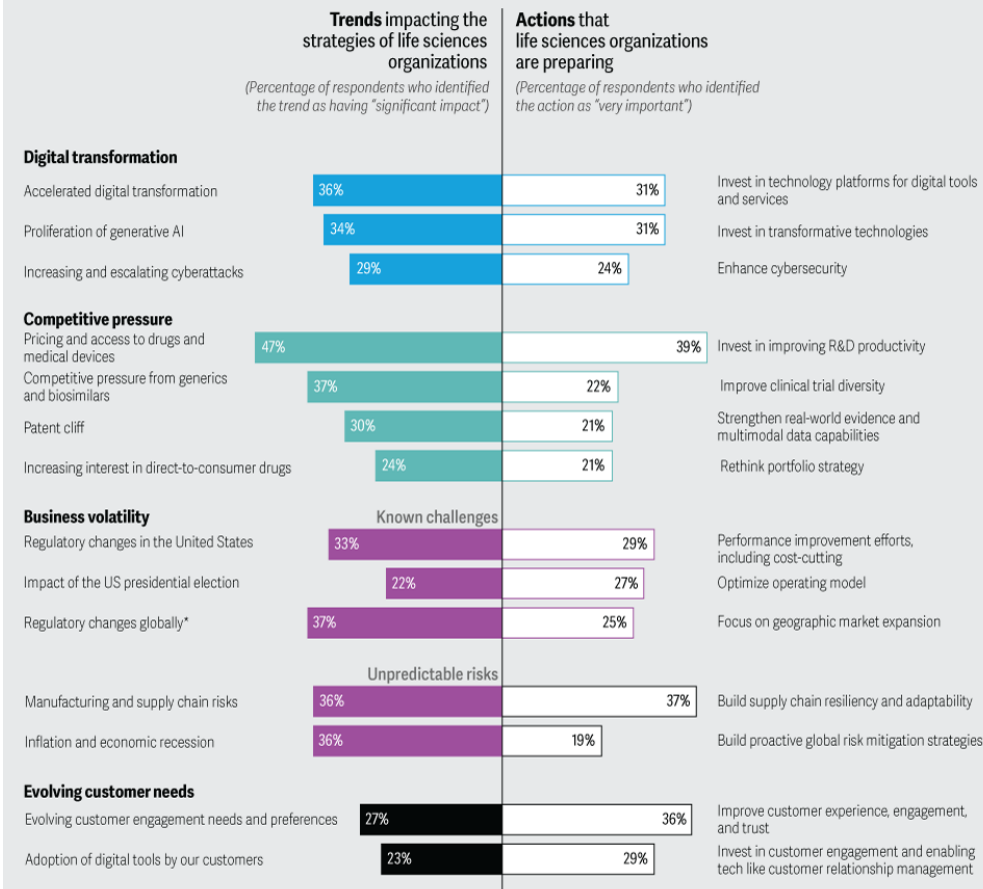 Trends impacting the
strategies of life sciences
organizations
(Percentage of respondents who identified
the trend as having “significant impact”)
Actions that
life sciences organizations
are preparing
(Percentage of respondents who identified
the action as “very important”)
Digital transformation
Accelerated digital transformation
36%
31%
Invest in technology platforms for digital tools
and services
Proliferation of generative AI
34%
31%
Invest in transformative technologies
Increasing and escalating cyberattacks
29%
24%
Enhance cybersecurity
Competitive pressure
Pricing and access to drugs and
medical devices
47%
39%
Invest in improving R&D productivity
Competitive pressure from generics
and biosimilars
37%
22%
Improve clinical trial diversity
Patent cliff
30%
21%
Strengthen real-world evidence and
multimodal data capabilities
Increasing interest in direct-to-consumer drugs
24%
21%
Rethink portfolio strategy
Business volatility
Known challenges
Regulatory changes in the United States
33%
29%
Performance improvement efforts,
including cost-cutting
Impact of the US presidential election
22%
27%
Optimize operating model
Regulatory changes globally*
37%
25%
Focus on geographic market expansion
Unpredictable risks
Manufacturing and supply chain risks
36%
37%
Build supply chain resiliency and adaptability
Inflation and economic recession
36%
19%
Build proactive global risk mitigation strategies
Evolving customer needs
Evolving customer engagement needs and preferences
27%
36%
Improve customer experience, engagement,
and trust
Adoption of digital tools by our customers
23%
29%
Invest in customer engagement and enabling
tech like customer relationship management